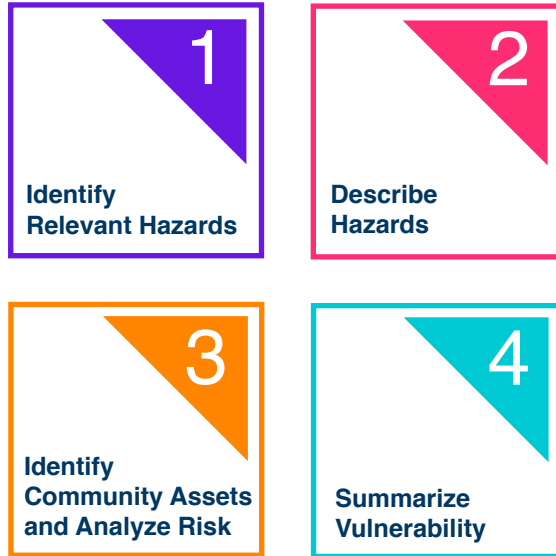 1
Identify
Relevant Hazards
2
Describe
Hazards
3
Identify
Community Assets
and Analyze Risk
4
Summarize
Vulnerability